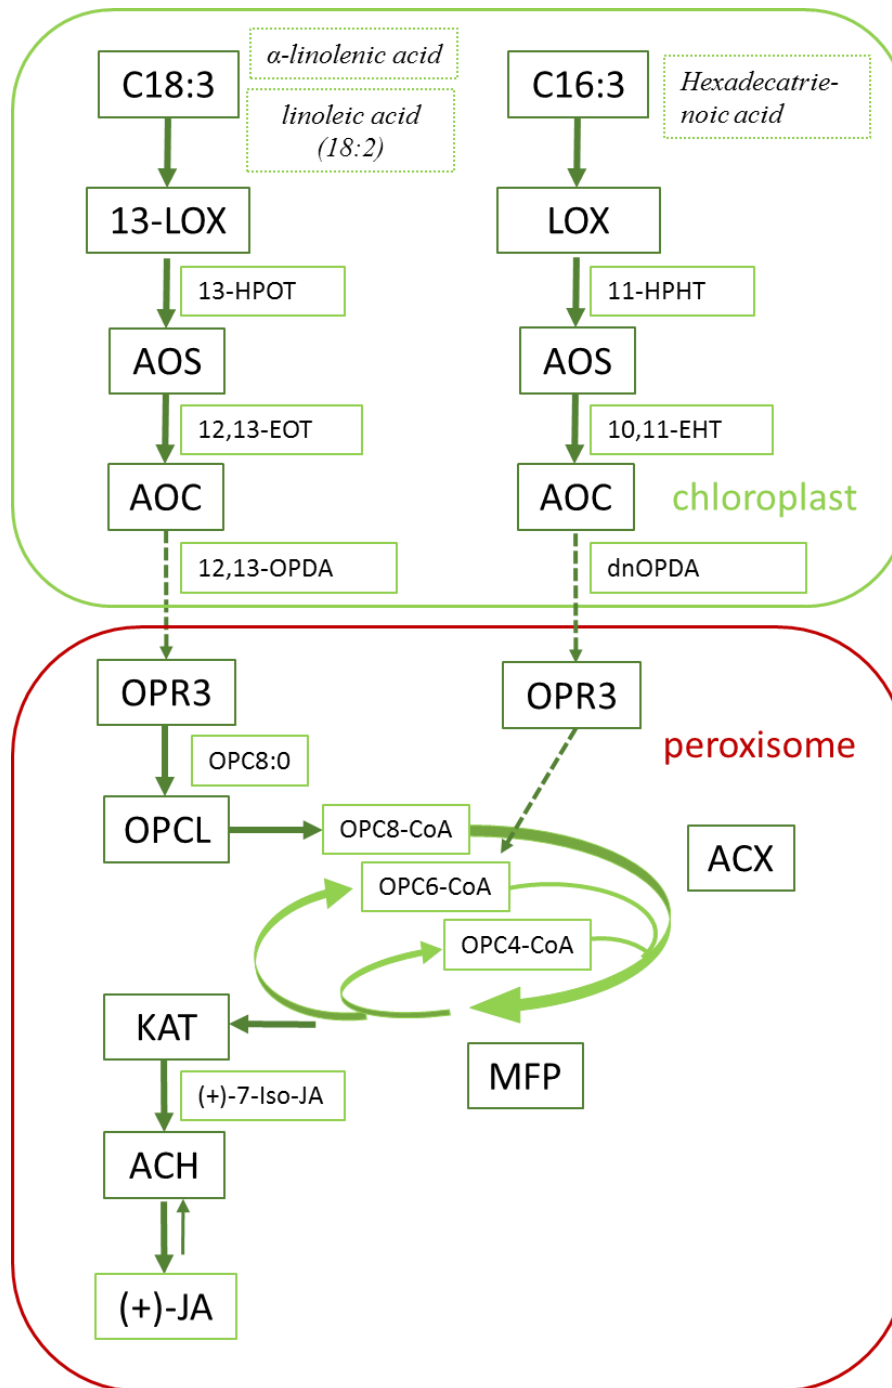 C18:3
α-linolenic acid
linoleic acid
(18:2)
C16:3
Hexadecatrie-
noic acid
13-LOX
LOX
13-HPOT
11-HPHT
AOS
AOS
12,13-EOT
10,11-EHT
AOC
AOC
chloroplast
12,13-OPDA
dnOPDA
OPR3
OPR3
peroxisome
OPC8:0
OPCL
OPC8-CoA
ACX
OPC6-CoA
OPC4-CoA
KAT
MFP
(+)-7-Iso-JA
ACH
(+)-JA